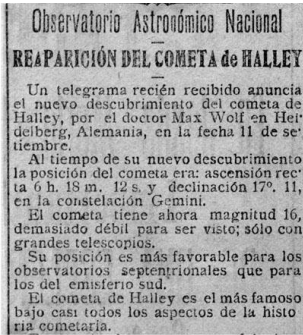 Observatorio Astronómico Nacional
REAPARICIÓN DEL COMETA de HALLEY
Un telegrama recién recibido anuncia
el nuevo descubrimiento del cometa de
Halley, por el doctor Max Wolf en Hei-
delberg, Alemania, en la fecha 11 de se-
tiembre.
Al tiempo de su nuevo descubrimiento
la posición del cometa era: ascensión rec-
ta 6 h. 18 m. 12 s. y declinación 17º. 11,
en la constelación Gemini.
El cometa tiene ahora magnitud 16,
demasiado débil para ser visto; sólo con
grandes telescopios.
Su posición es más favorable para los
observatorios septentrionales que para
los del emisferio sud.
El cometa de Halley es el más famoso
bajo casi todos los aspectos de la histo
ria cometaria.